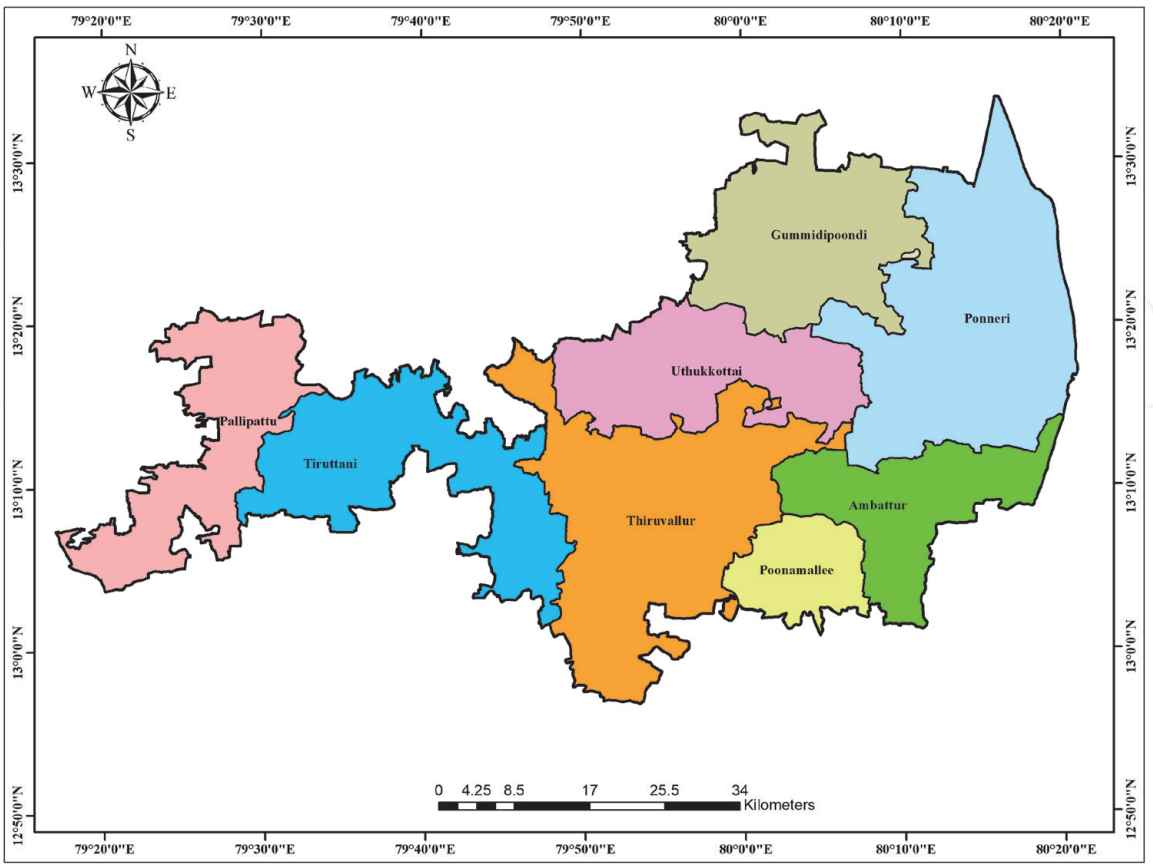 79°20'0"E 79°30'0"E 79°40'0"E 79°50'0"E 80°0'0"E 80°10'0"E 80°20'0"E
N
W E
S
13°30'0"N 13°30'0"N
Gummidipoondi
Ponneri
13°20'0"N 13°20'0"N
Uthukkottai
Pallipattu
Tiruttani
13°10'0"N 13°10'0"N
Ambattur
Thiruvallur
Poonamallee
13°0'0"N 13°0'0"N
0 4.25 8.5 17 25.5 34
Kilometers
12°50'0"N 12°50'0"N
79°20'0"E 79°30'0"E 79°40'0"E 79°50'0"E 80°0'0"E 80°10'0"E 80°20'0"E